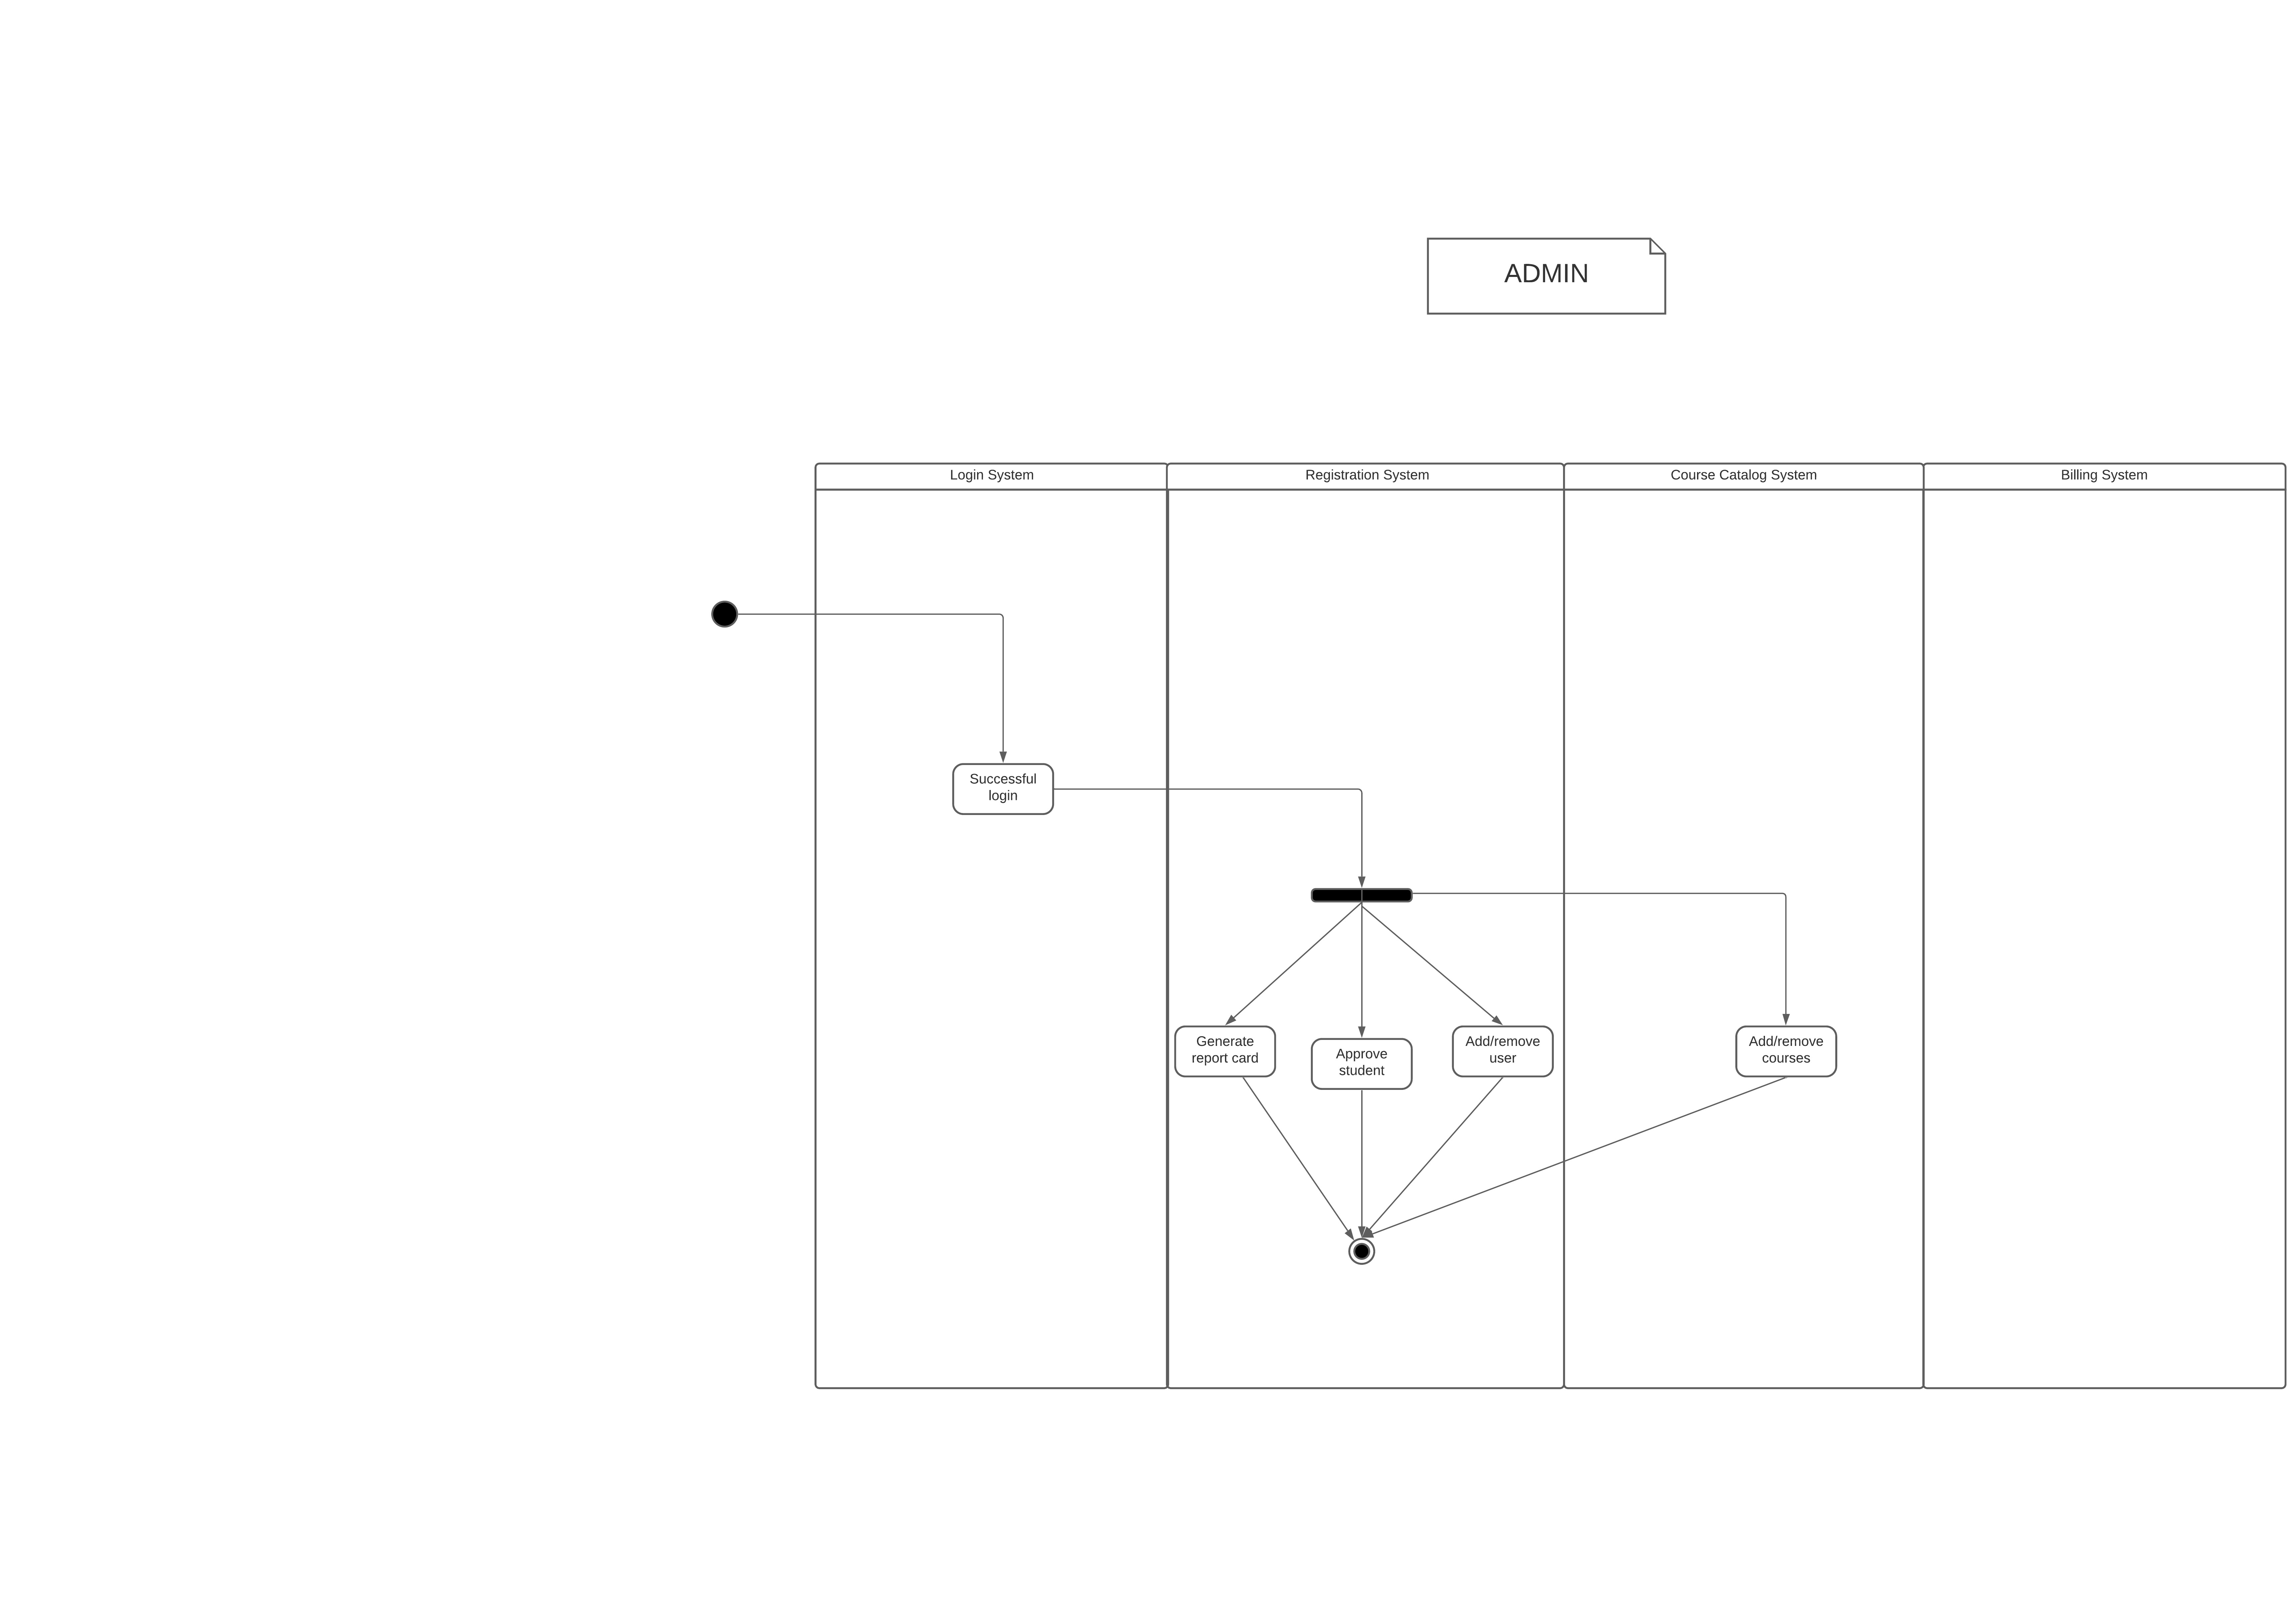 ADMIN
Login System
Registration System
Course Catalog System
Billing System
Successful
login
Generate
report card
Approve
student
Add/remove
user
Add/remove
courses